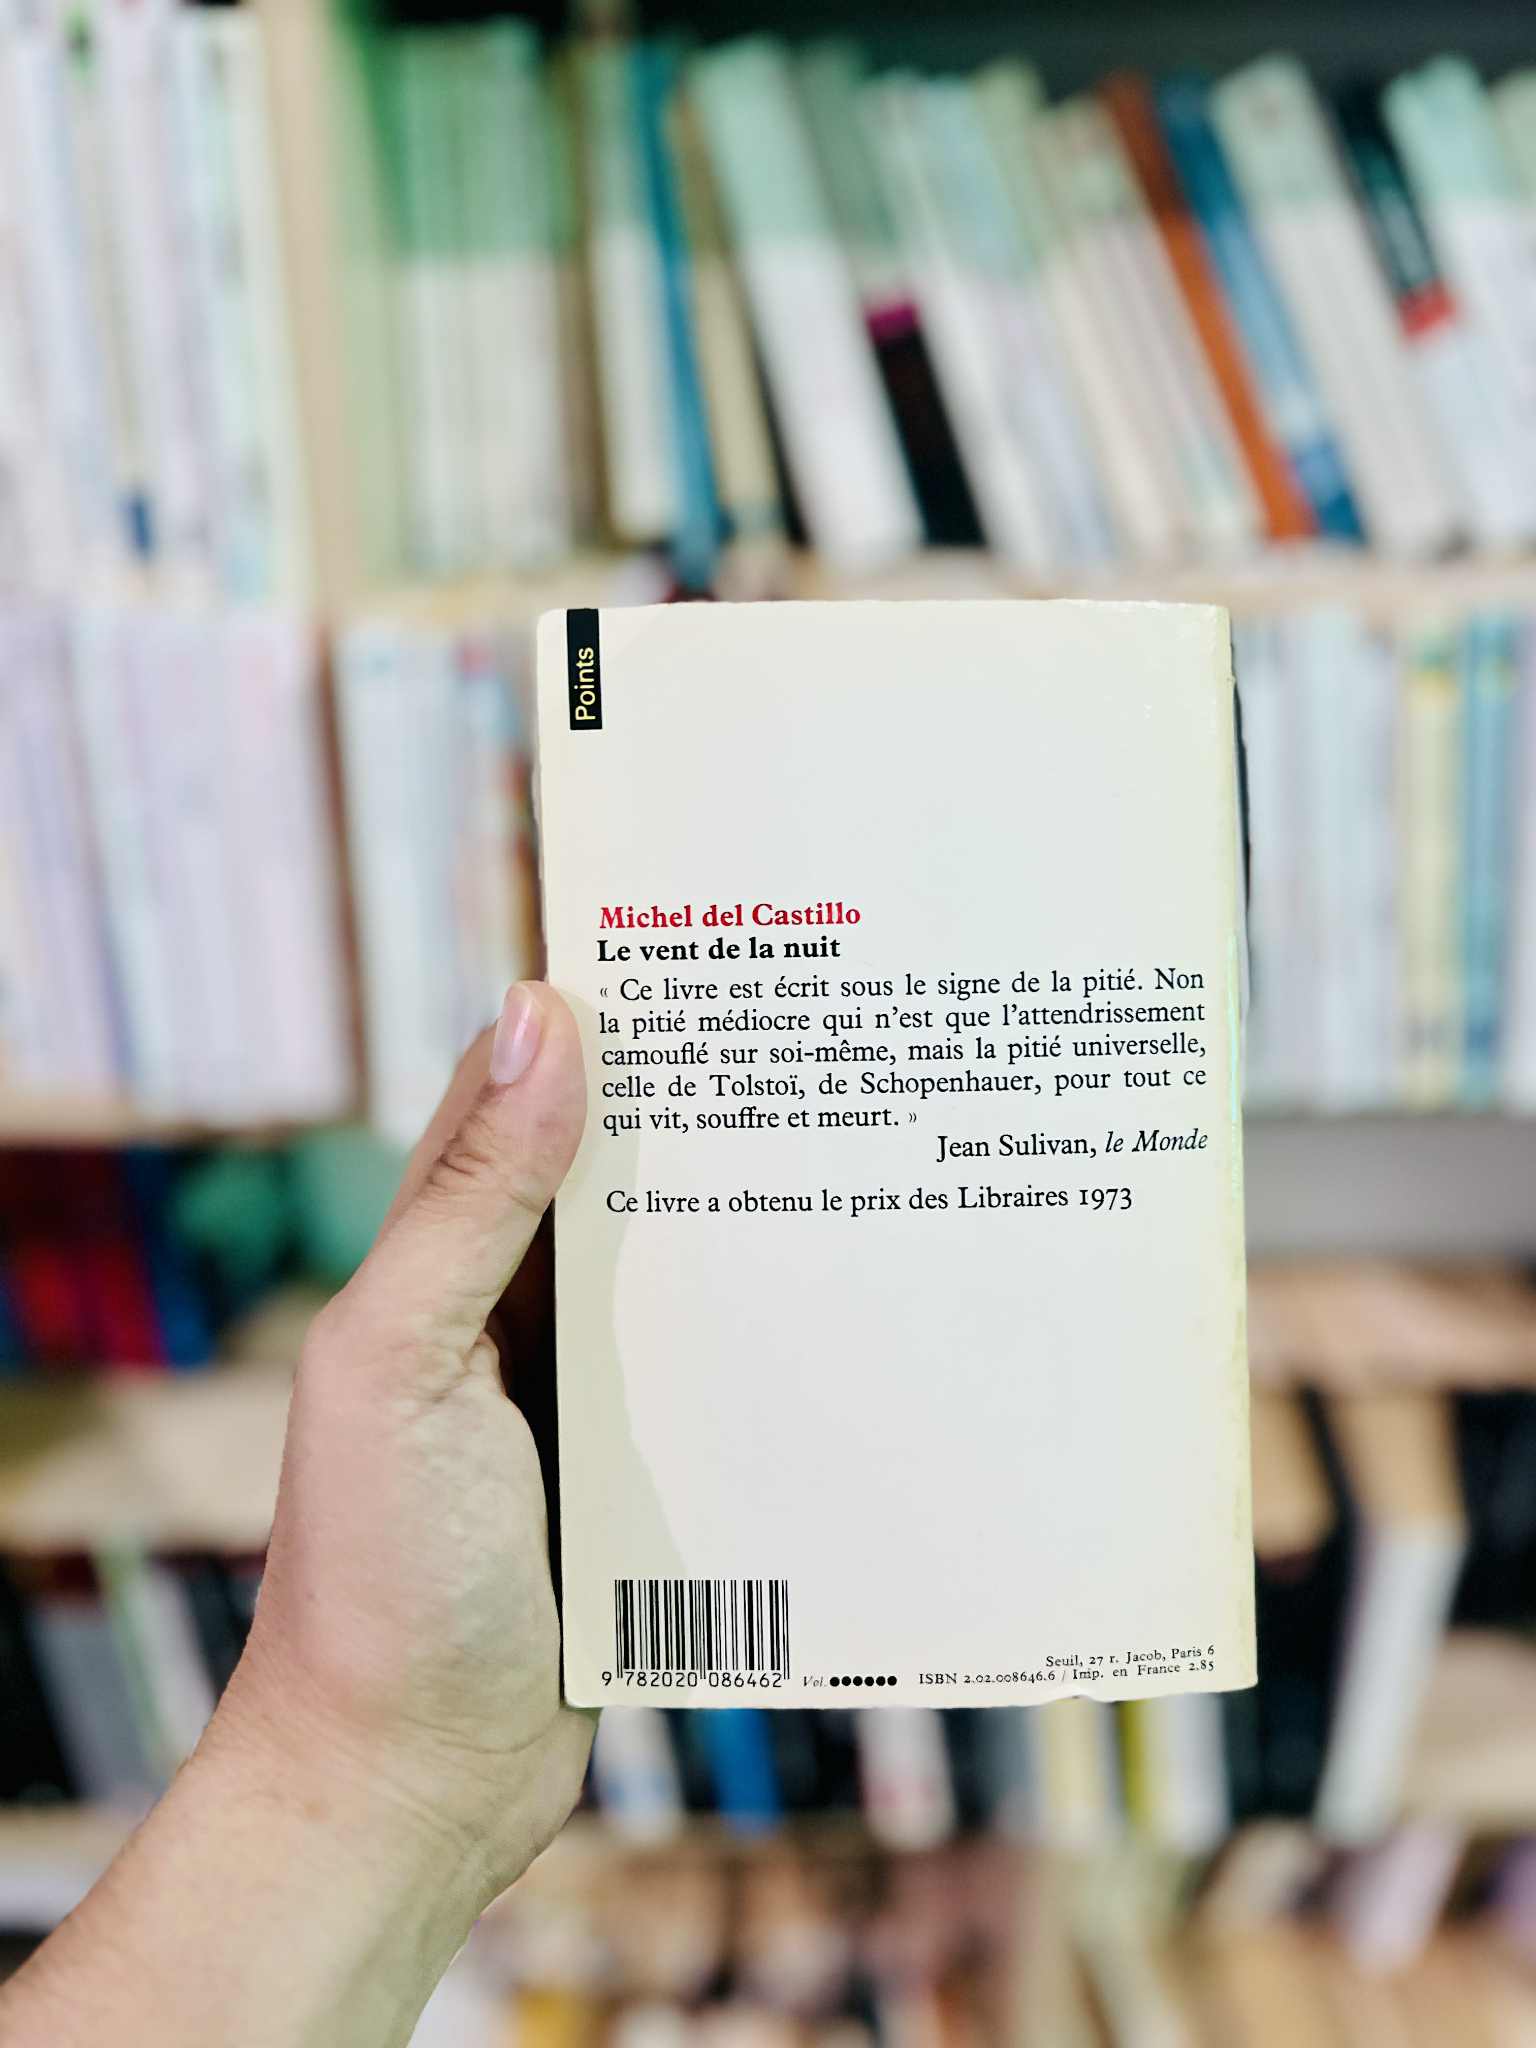 Points
Michel del Castillo
Le vent de la nuit
« Ce livre est écrit sous le signe de la pitié. Non
la pitié médiocre qui n’est que l’attendrissement
camouflé sur soi-même, mais la pitié universelle,
celle de Tolstoï, de Schopenhauer, pour tout ce
qui vit, souffre et meurt. »
Jean Sulivan, le Monde
Ce livre a obtenu le prix des Libraires 1973
9 782020 086462
Vol. ●●●●●●
Seuil, 27 r. Jacob, Paris 6
ISBN 2.02.008646.6 / Imp. en France 2.85